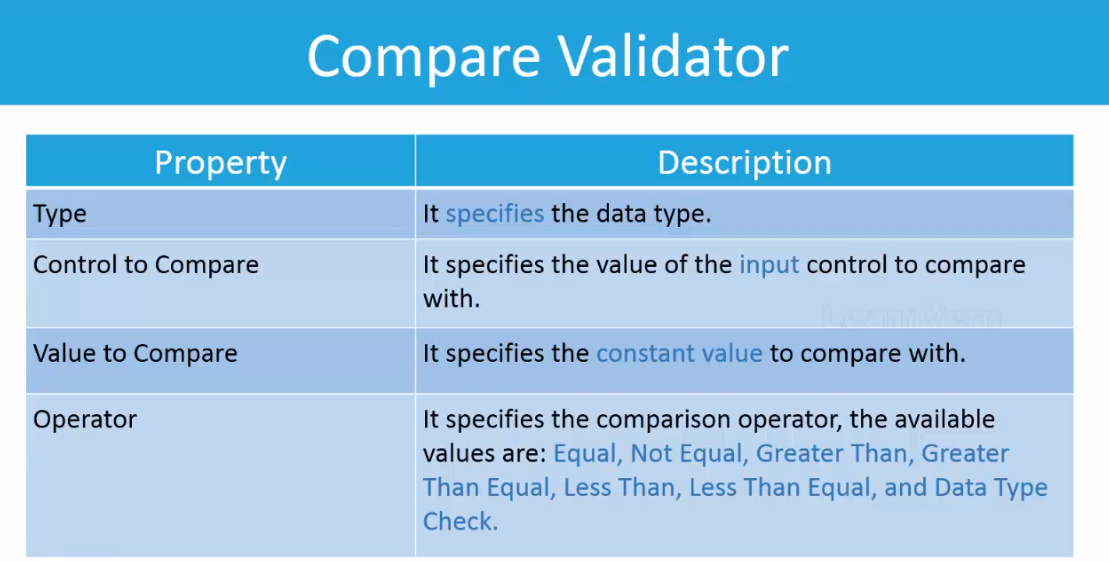 Compare Validator
Property Description
Type It specifies the data type.
Control to Compare It specifies the value of the input control to compare
with.
Value to Compare It specifies the constant value to compare with.
Operator It specifies the comparison operator, the available
values are: Equal, Not Equal, Greater Than, Greater
Than Equal, Less Than, Less Than Equal, and Data Type
Check.